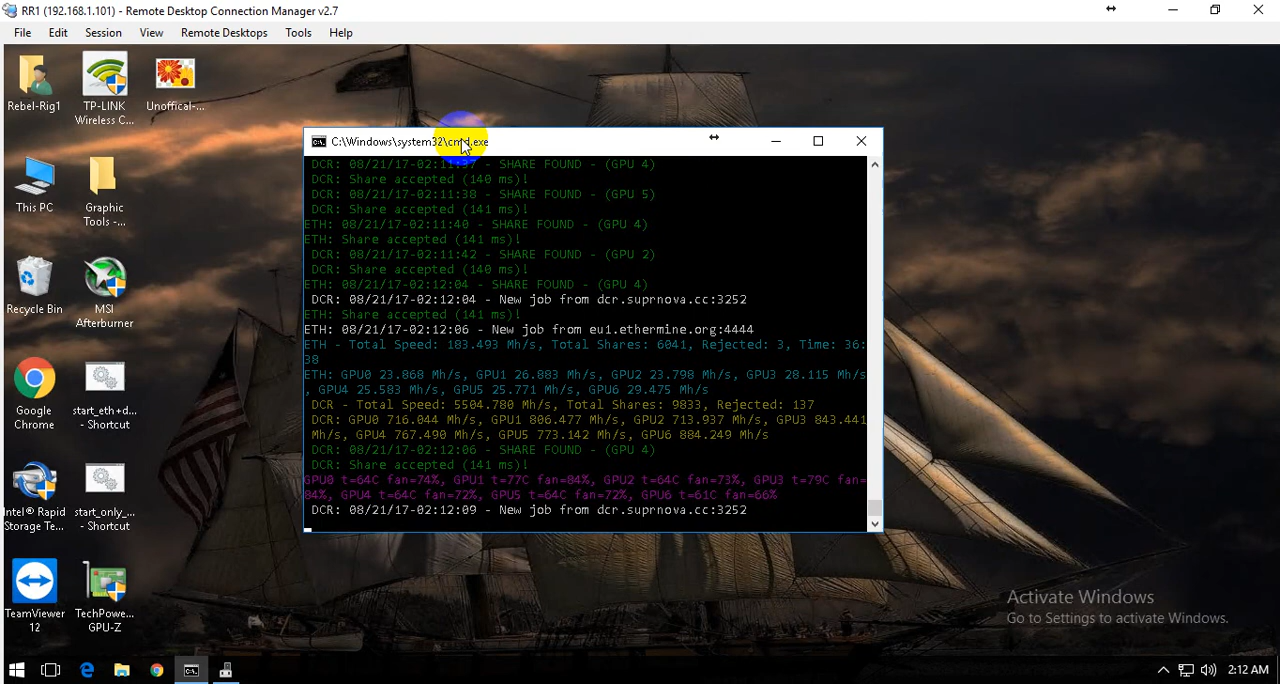 RR1 (192.168.1.101) - Remote Desktop Connection Manager v2.7
File Edit Session View Remote Desktops Tools Help
Rebel-Rig1
TP-LINK
Wireless C...
Unoffical-...
This PC
Graphic
Tools -...
Recycle Bin
MSI
Afterburner
Google
Chrome
start_eth+d...
- Shortcut
Intel® Rapid
Storage Te...
start_only_...
- Shortcut
TeamViewer
12
TechPowe...
GPU-Z
C:\Windows\system32\cmd.exe
DCR: 08/21/17-02:11:37 - SHARE FOUND - (GPU 4)
DCR: Share accepted (140 ms)!
DCR: 08/21/17-02:11:38 - SHARE FOUND - (GPU 5)
DCR: Share accepted (141 ms)!
ETH: 08/21/17-02:11:40 - SHARE FOUND - (GPU 4)
ETH: Share accepted (141 ms)!
DCR: 08/21/17-02:11:42 - SHARE FOUND - (GPU 2)
DCR: Share accepted (140 ms)!
ETH: 08/21/17-02:12:04 - SHARE FOUND - (GPU 4)
DCR: 08/21/17-02:12:04 - New job from dcr.suprnova.cc:3252
ETH: Share accepted (141 ms)!
ETH: 08/21/17-02:12:06 - New job from eu1.ethermine.org:4444
ETH - Total Speed: 183.493 Mh/s, Total Shares: 6041, Rejected: 3, Time: 36:
38
ETH: GPU0 23.868 Mh/s, GPU1 26.883 Mh/s, GPU2 23.798 Mh/s, GPU3 28.115 Mh/s
, GPU4 25.583 Mh/s, GPU5 25.771 Mh/s, GPU6 29.475 Mh/s
DCR - Total Speed: 5504.780 Mh/s, Total Shares: 9833, Rejected: 137
DCR: GPU0 716.044 Mh/s, GPU1 806.477 Mh/s, GPU2 713.937 Mh/s, GPU3 843.441
Mh/s, GPU4 767.490 Mh/s, GPU5 773.142 Mh/s, GPU6 884.249 Mh/s
DCR: 08/21/17-02:12:06 - SHARE FOUND - (GPU 4)
DCR: Share accepted (141 ms)!
GPU0 t=64C fan=74%, GPU1 t=77C fan=84%, GPU2 t=64C fan=73%, GPU3 t=79C fan=
84%, GPU4 t=64C fan=72%, GPU5 t=64C fan=72%, GPU6 t=61C fan=66%
DCR: 08/21/17-02:12:09 - New job from dcr.suprnova.cc:3252
Activate Windows
Go to Settings to activate Windows.
2:12 AM